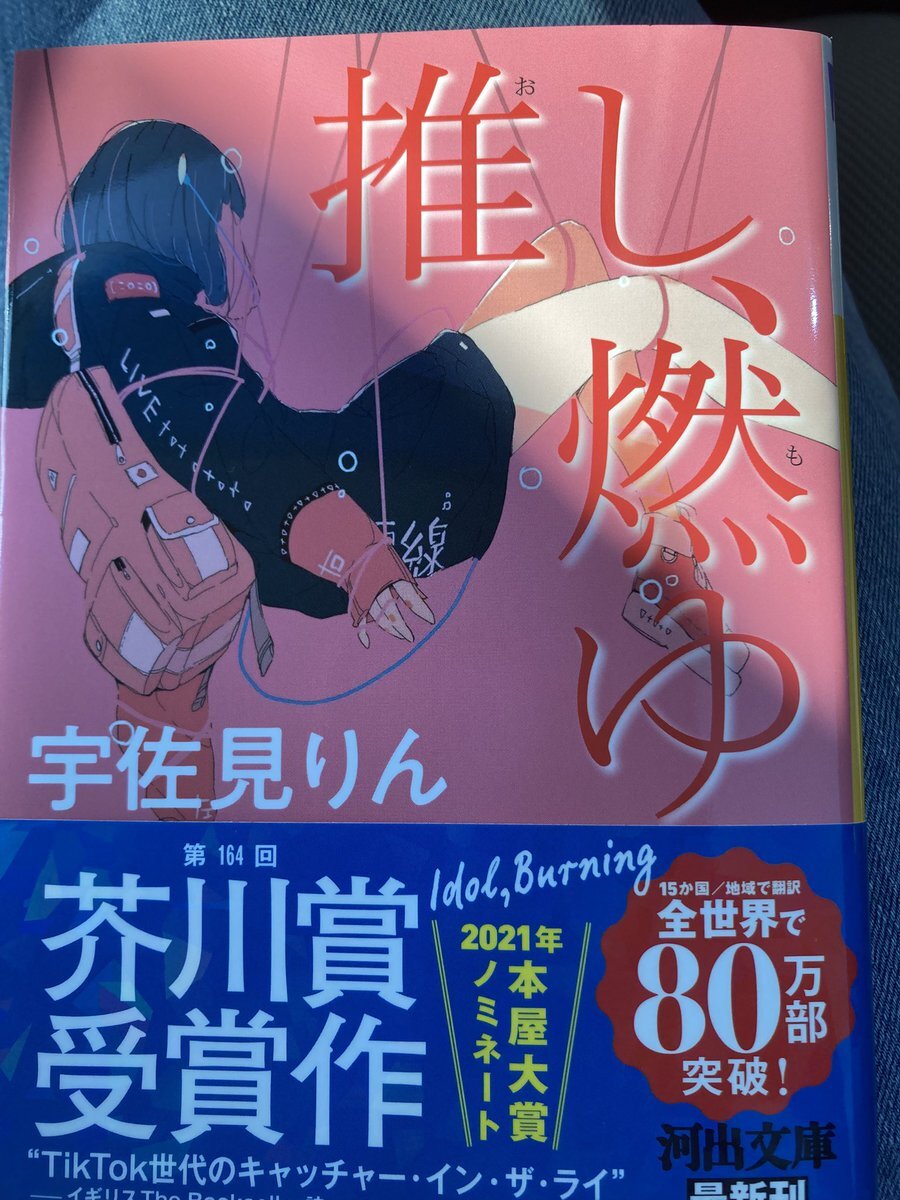 推し、燃ゆ
お
も
LIVE
宇佐見りん
第164回
芥川賞
受賞作
Idol, Burning
2021年
本屋大賞
ノミネート
15か国/地域で翻訳
全世界で
80万部
突破!
“TikTok世代のキャッチャー・イン・ザ・ライ”
河出文庫
最新刊